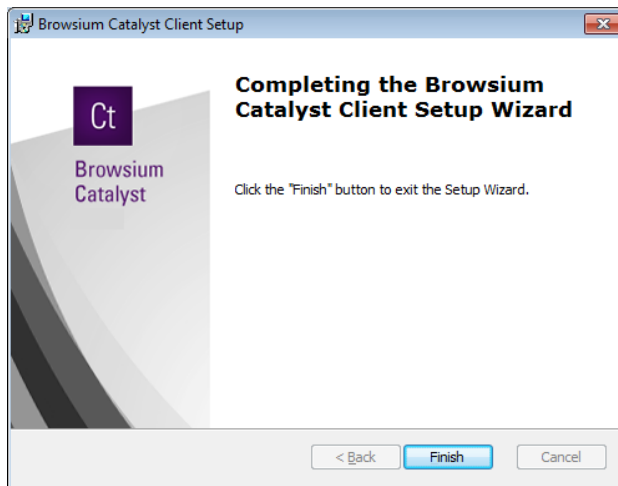 Browsium Catalyst Client Setup
Completing the Browsium
Catalyst Client Setup Wizard
Ct
Browsium
Catalyst
Click the "Finish" button to exit the Setup Wizard.
< Back
Finish
Cancel